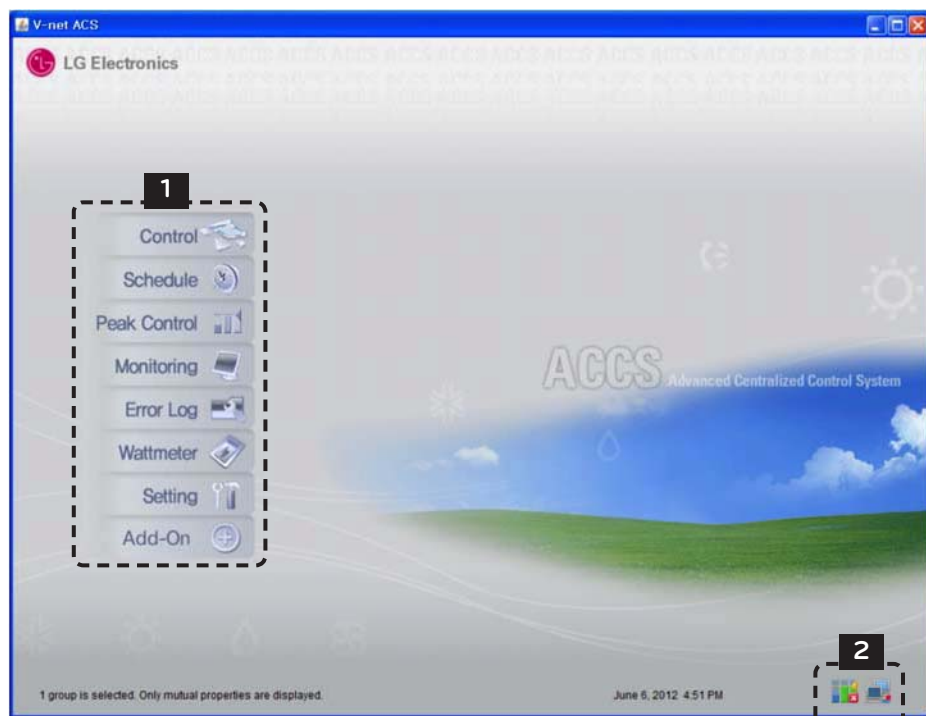 V-net ACS
LG Electronics
1
Control
Schedule
Peak Control
Monitoring
Error Log
Wattmeter
Setting
Add-On
ACCS Advanced Centralized Control System
2
1 group is selected. Only mutual properties are displayed.
June 6, 2012 4:51 PM